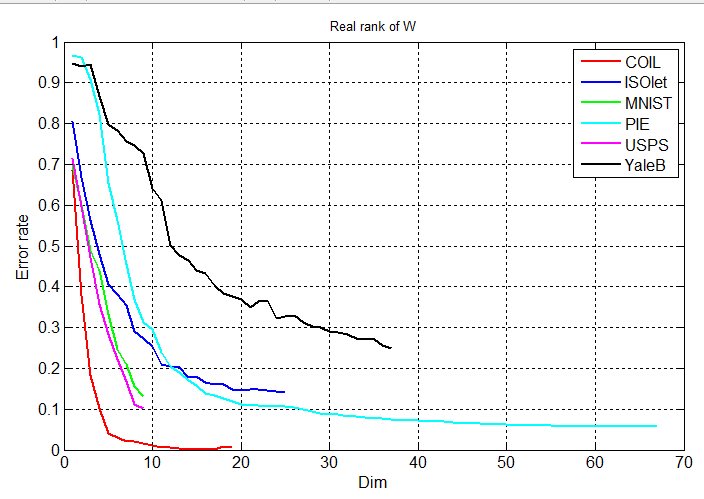 Real rank of W
1
0.9
0.8
0.7
0.6
0.5
0.4
0.3
0.2
0.1
0
Error rate
COIL
ISOlet
MNIST
PIE
USPS
YaleB
0 10 20 30 40 50 60 70
Dim